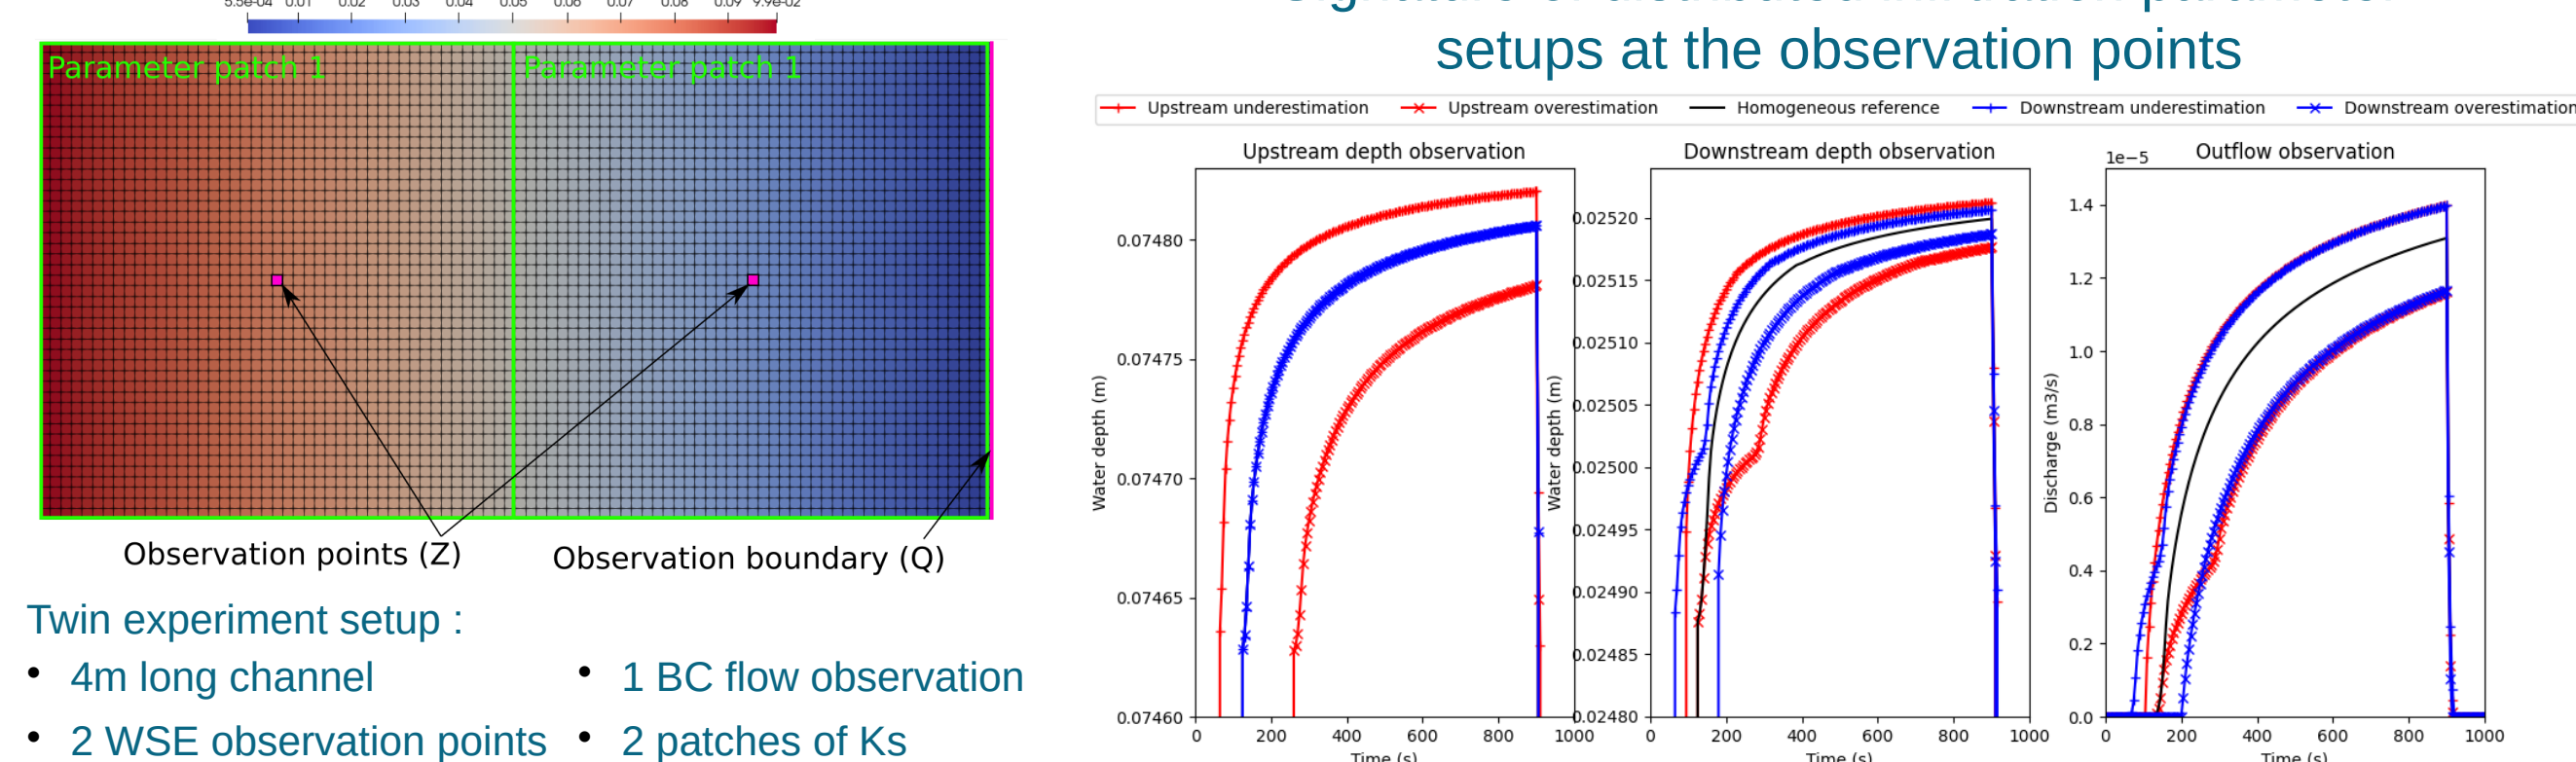 5.5e-04 0.01 0.02 0.03 0.04 0.05 0.06 0.07 0.08 0.09 9.9e-02
Parameter patch 1 Parameter patch 1
Observation points (Z) Observation boundary (Q)
Twin experiment setup :
• 4m long channel
• 2 WSE observation points
• 1 BC flow observation
• 2 patches of Ks
setups at the observation points
Upstream underestimation Upstream overestimation Homogeneous reference Downstream underestimation Downstream overestimation
Upstream depth observation
Water depth (m)
0.07480
0.07475
0.07470
0.07465
0.07460
0 200 400 600 800 1000
Time (s)
Downstream depth observation
Water depth (m)
0.02520
0.02515
0.02510
0.02505
0.02500
0.02495
0.02490
0.02485
0.02480
0 200 400 600 800 1000
Time (s)
Outflow observation
1e−5
Discharge (m3/s)
1.4
1.2
1.0
0.8
0.6
0.4
0.2
0.0
0 200 400 600 800 1000
Time (s)